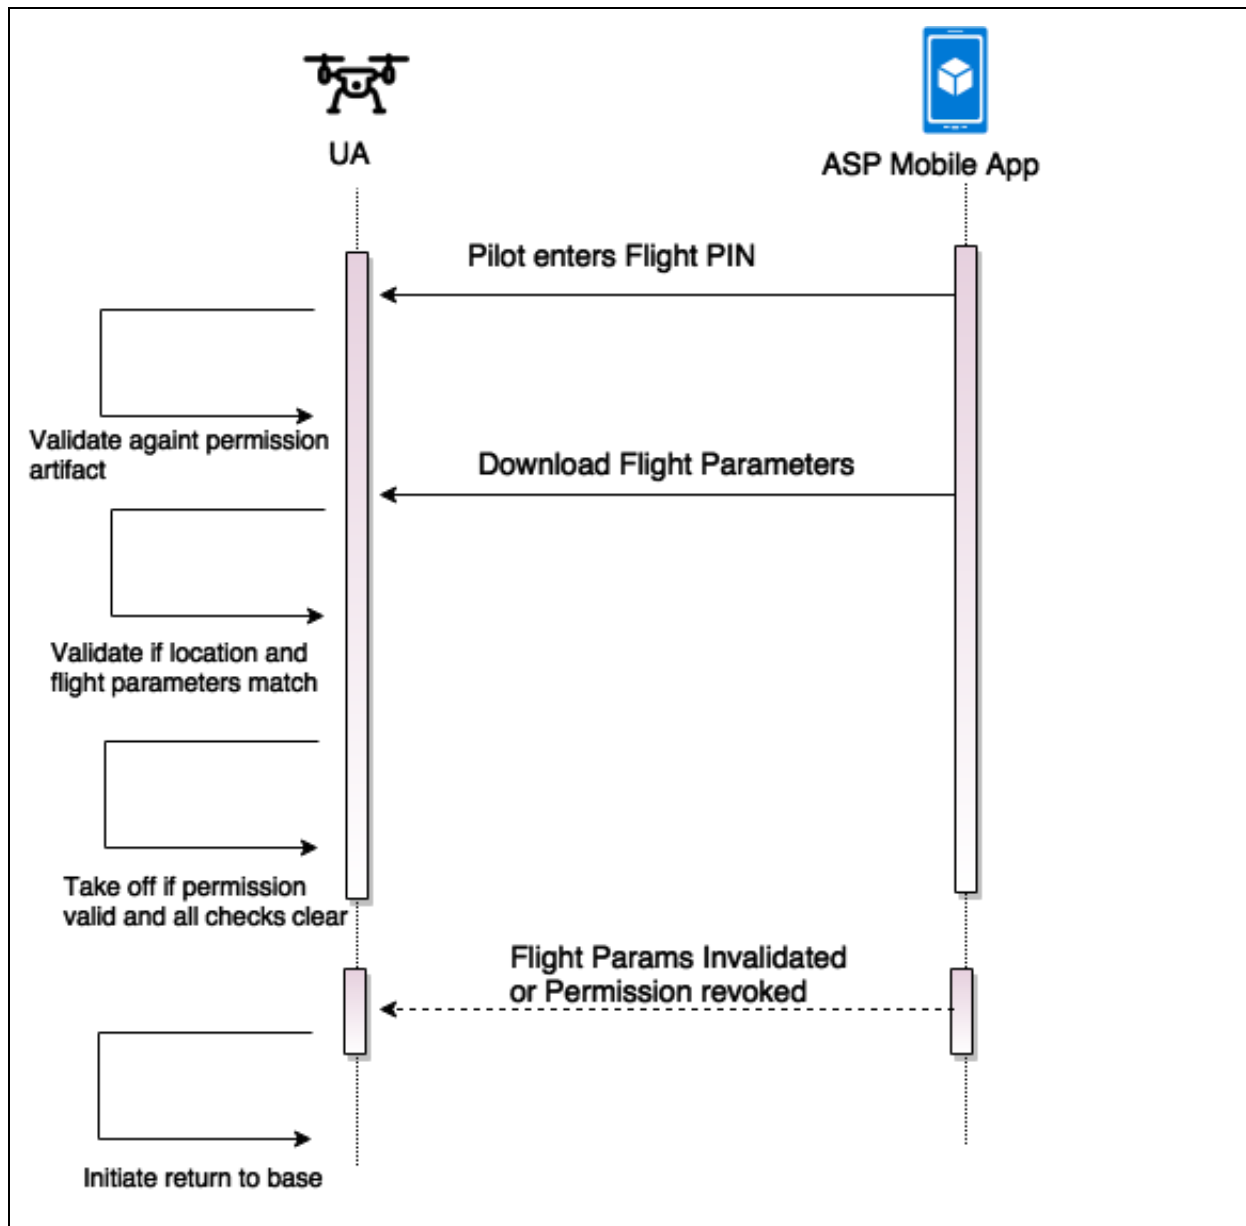 UA
ASP Mobile App
Pilot enters Flight PIN
Validate againt permission
artifact
Download Flight Parameters
Validate if location and
flight parameters match
Take off if permission
valid and all checks clear
Flight Params Invalidated
or Permission revoked
Initiate return to base